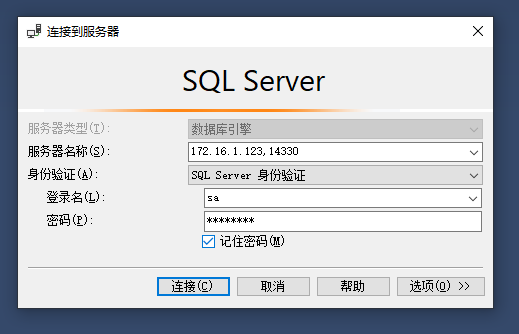 连接到服务器
SQL Server
服务器类型(T): 数据库引擎
服务器名称(S): 172.16.1.123,14330
身份验证(A): SQL Server 身份验证
登录名(L): sa
密码(P): ********
记住密码(M)
连接(C) 取消 帮助 选项(O) >>